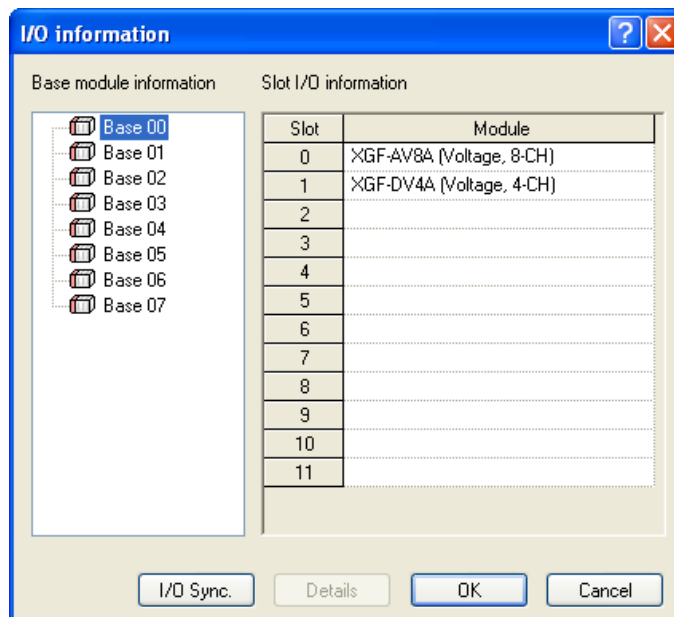 I/O information
Base module information
Slot I/O information
Base 00
Base 01
Base 02
Base 03
Base 04
Base 05
Base 06
Base 07
Slot Module
0 XGF-AV8A (Voltage, 8-CH)
1 XGF-DV4A (Voltage, 4-CH)
2
3
4
5
6
7
8
9
10
11
I/O Sync. Details OK Cancel